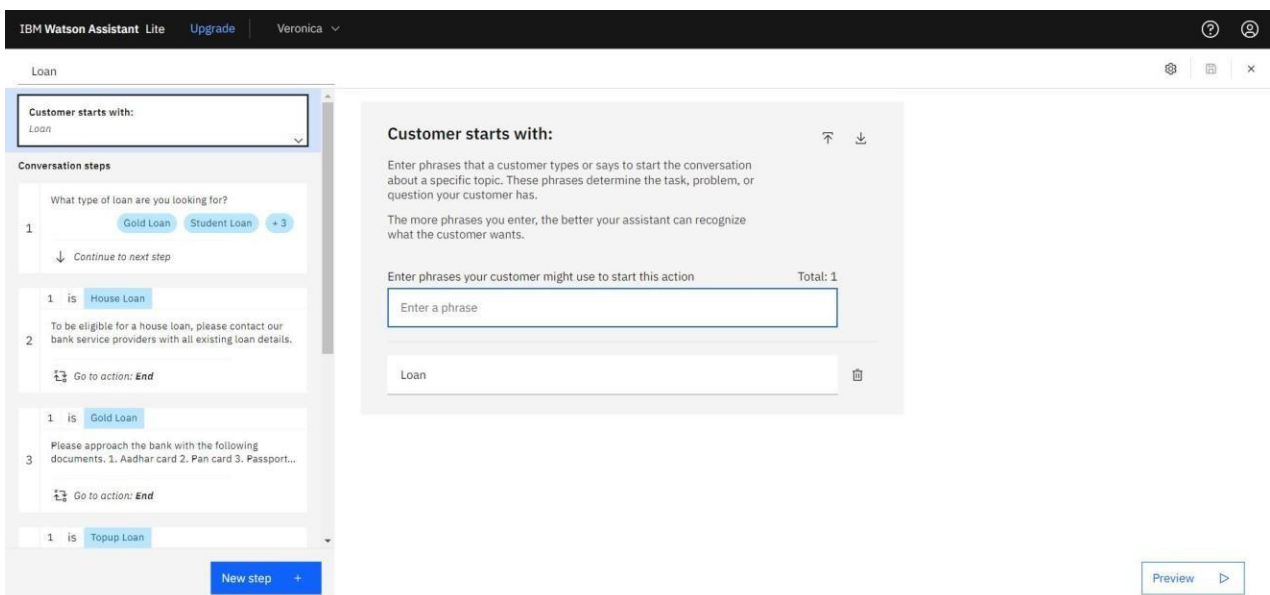 IBM Watson Assistant Lite Upgrade Veronica
Loan
Customer starts with:
Loan
Conversation steps
1
What type of loan are you looking for?
Gold Loan Student Loan + 3
Continue to next step
2
1 is House Loan
To be eligible for a house loan, please contact our
bank service providers with all existing loan details.
Go to action: End
3
1 is Gold Loan
Please approach the bank with the following
documents. 1. Aadhar card 2. Pan card 3. Passport...
Go to action: End
1 is Topup Loan
New step +
Customer starts with:
Enter phrases that a customer types or says to start the conversation
about a specific topic. These phrases determine the task, problem, or
question your customer has.
The more phrases you enter, the better your assistant can recognize
what the customer wants.
Enter phrases your customer might use to start this action Total: 1
Enter a phrase
Loan
Preview